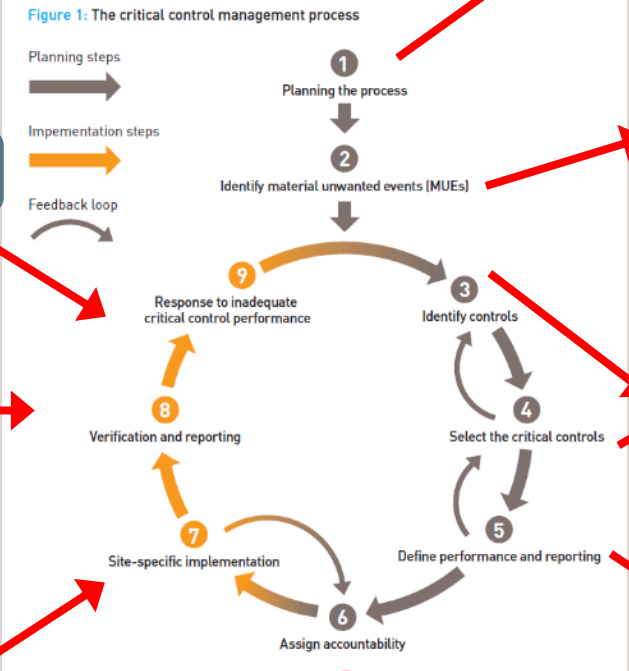 Figure 1: The critical control management process
Planning steps
Impementation steps
Feedback loop
1
Planning the process
2
Identify material unwanted events (MUEs)
3
Identify controls
4
Select the critical controls
5
Define performance and reporting
6
Assign accountability
7
Site-specific implementation
8
Verification and reporting
9
Response to inadequate
critical control performance